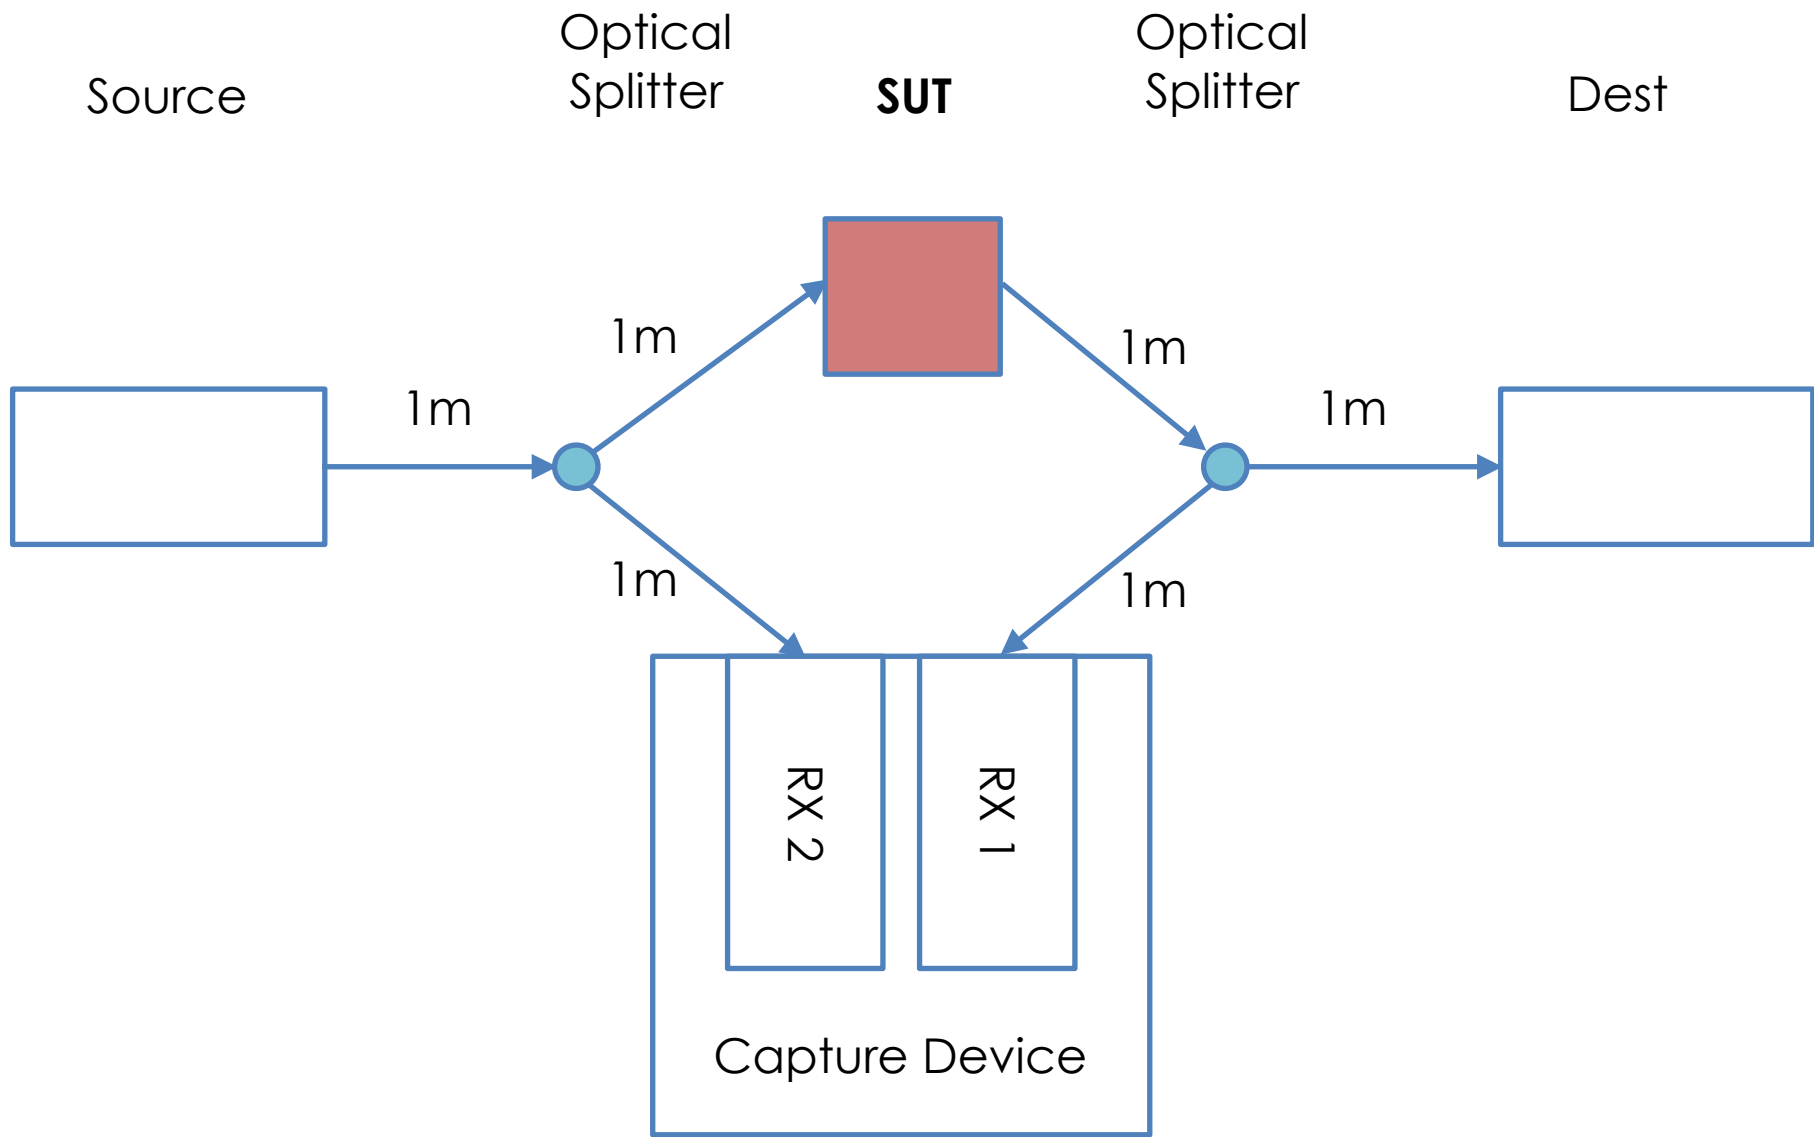 Source
Optical
Splitter
SUT
Optical
Splitter
Dest
1m
1m
1m
1m
1m
1m
RX 2
RX 1
Capture Device